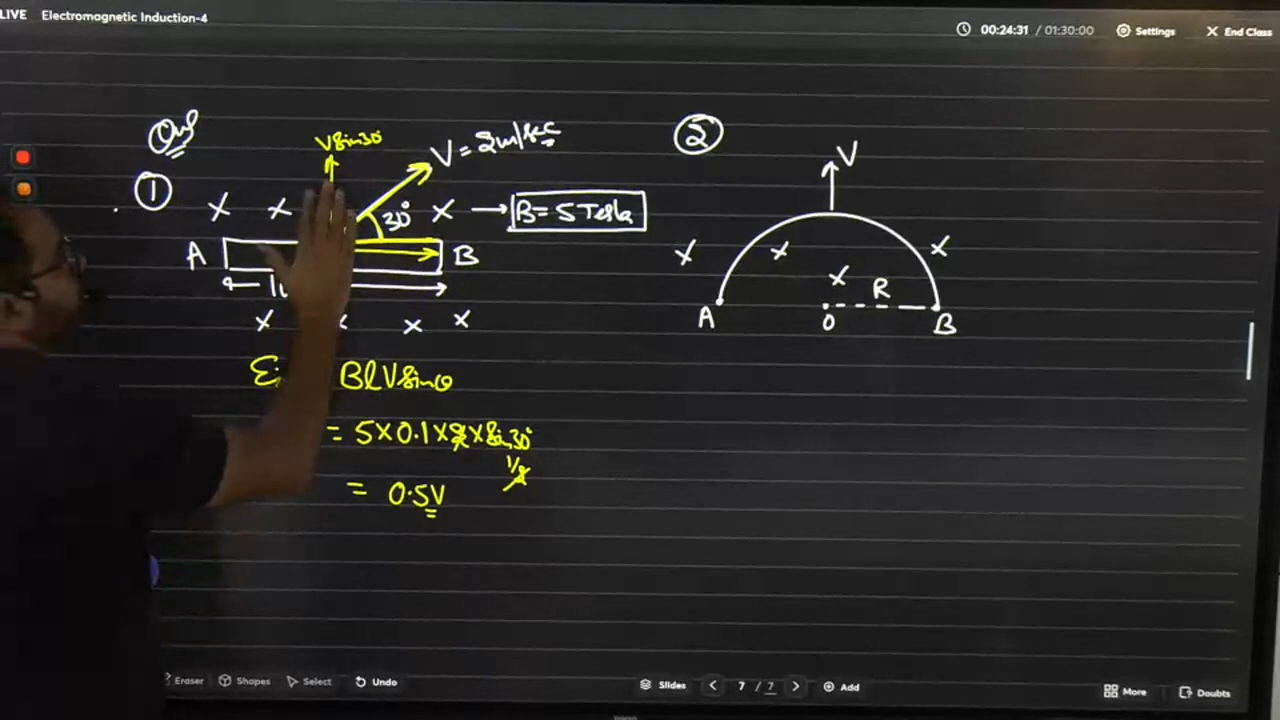 LIVE Electromagnetic Induction-4
00:24:31 / 01:30:00 Settings End Class
Que
①
V sin30°
V = 2m/sec
30°
B = 5 Tesla
A B
BlVsinθ
= 5×0.1×2×sin30°
1/2
= 0.5V
②
V
R
A O B
Eraser Shapes Select Undo Slides 7 / 7 Add More Doubts